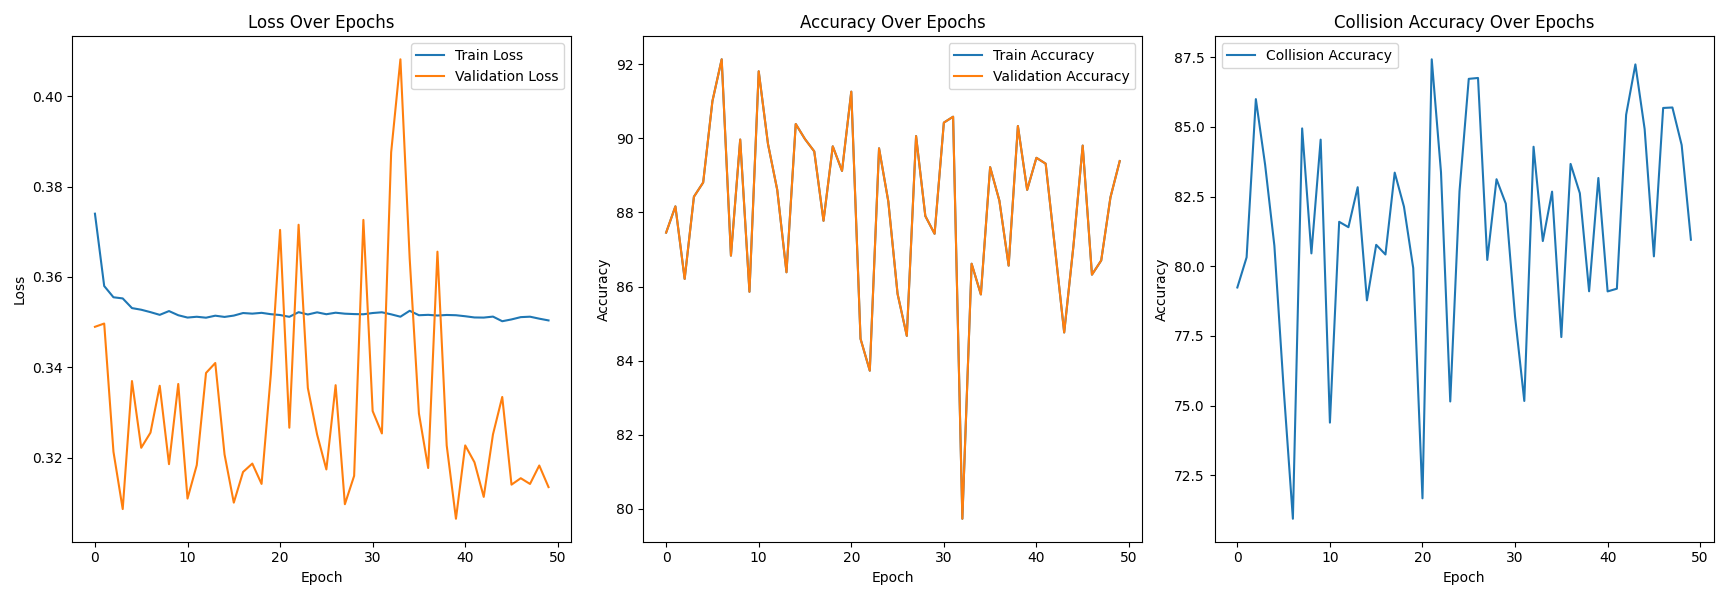 Loss Over Epochs
Train Loss
Validation Loss
Loss
0.40
0.38
0.36
0.34
0.32
0 10 20 30 40 50
Epoch
Accuracy Over Epochs
Train Accuracy
Validation Accuracy
Accuracy
92
90
88
86
84
82
80
0 10 20 30 40 50
Epoch
Collision Accuracy Over Epochs
Collision Accuracy
Accuracy
87.5
85.0
82.5
80.0
77.5
75.0
72.5
0 10 20 30 40 50
Epoch